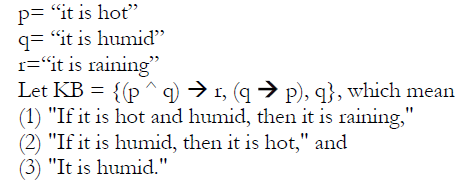 p= “it is hot”
q= “it is humid”
r=“it is raining”
Let KB = {(p ^ q) → r, (q → p), q}, which mean
(1) "If it is hot and humid, then it is raining,"
(2) "If it is humid, then it is hot," and
(3) "It is humid."